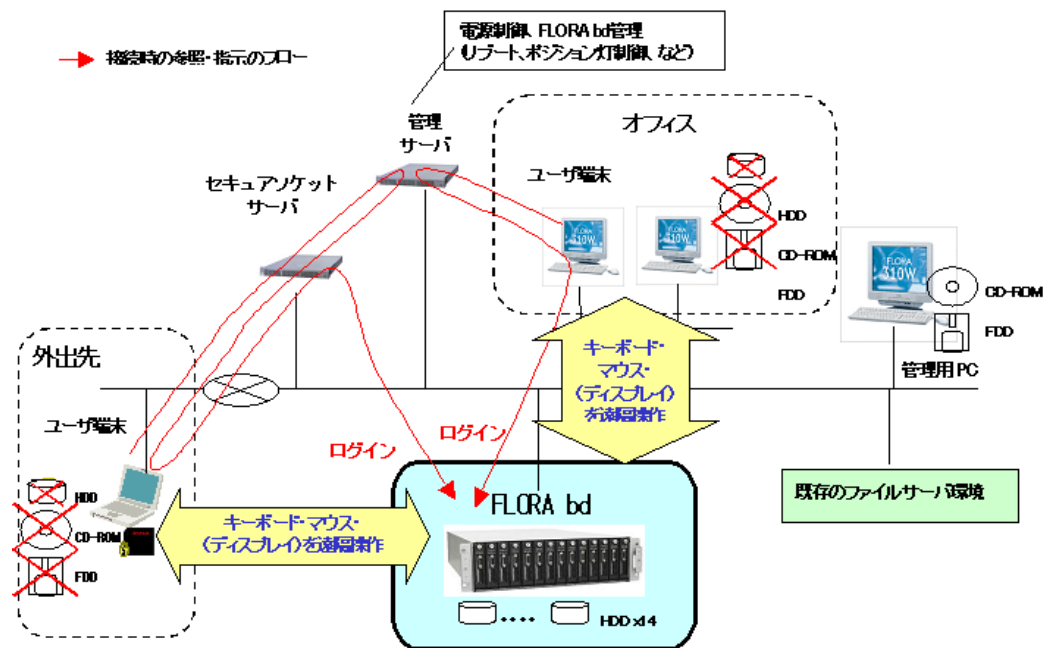 電源制御、FLORA bd管理
(リブート、ポジション灯制御、など)
接続時の参照・指示のフロー
管理
サーバ
オフィス
セキュアソケット
サーバ
ユーザ端末
FLORA
310W
FLORA
310W
HDD
CD-ROM
FDD
FLORA
310W
CD-ROM
FDD
管理用PC
外出先
ユーザ端末
HDD
CD-ROM
FDD
キーボード・
マウス・
(ディスプレイ)
を遠隔操作
ログイン
ログイン
キーボード・マウス・
(ディスプレイ)を遠隔操作
FLORA bd
HDD x14
既存のファイルサーバ環境